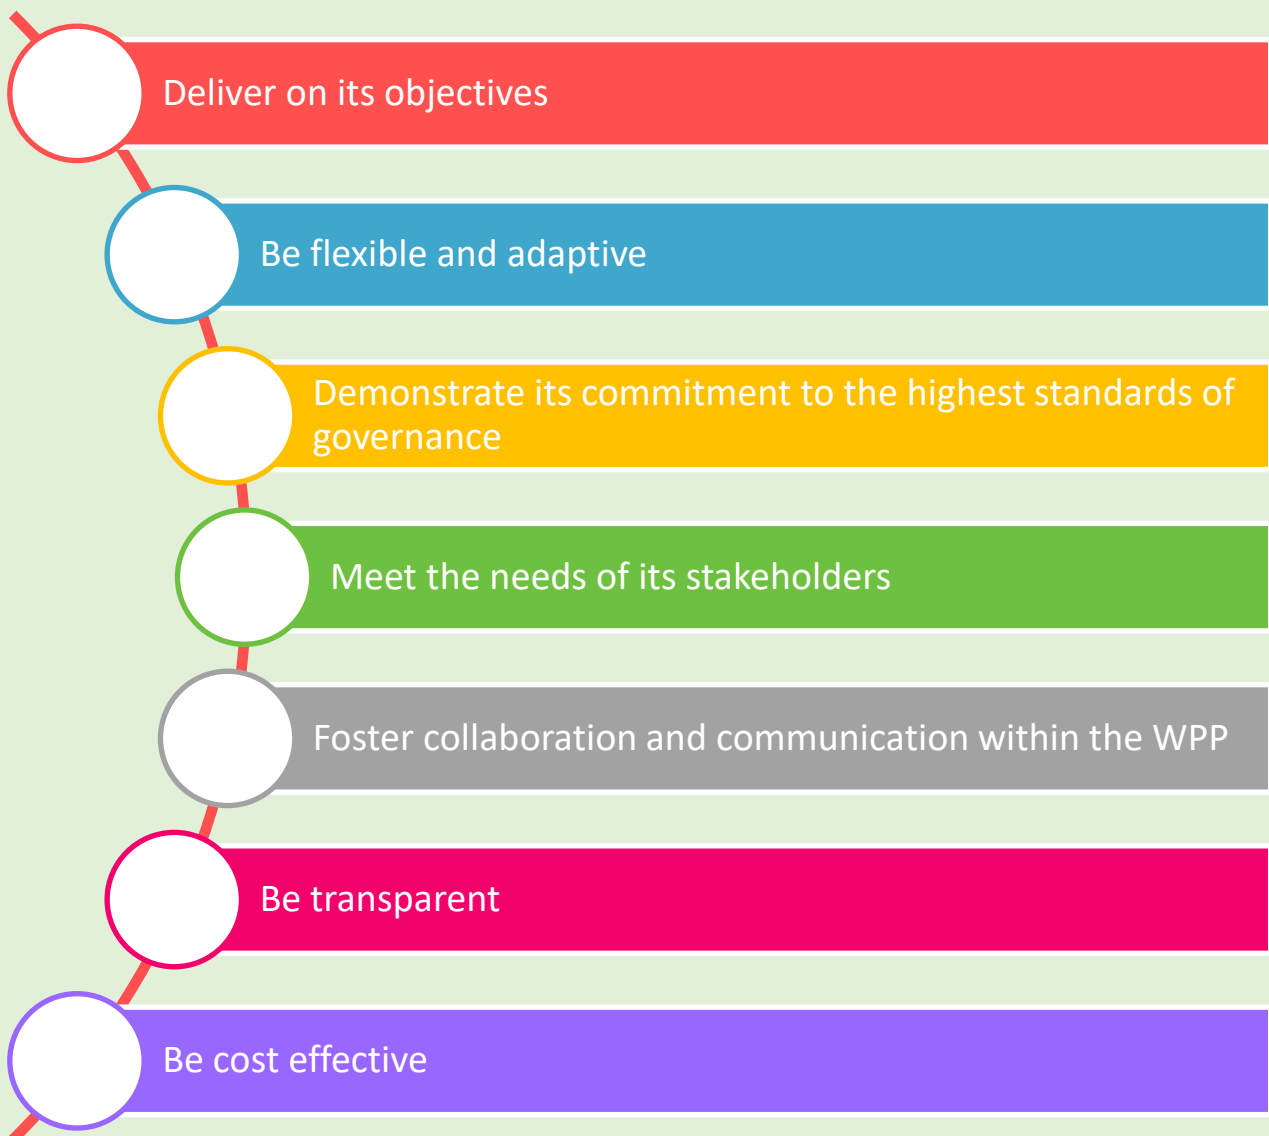 Deliver on its objectives
Be flexible and adaptive
Demonstrate its commitment to the highest standards of
governance
Meet the needs of its stakeholders
Foster collaboration and communication within the WPP
Be transparent
Be cost effective